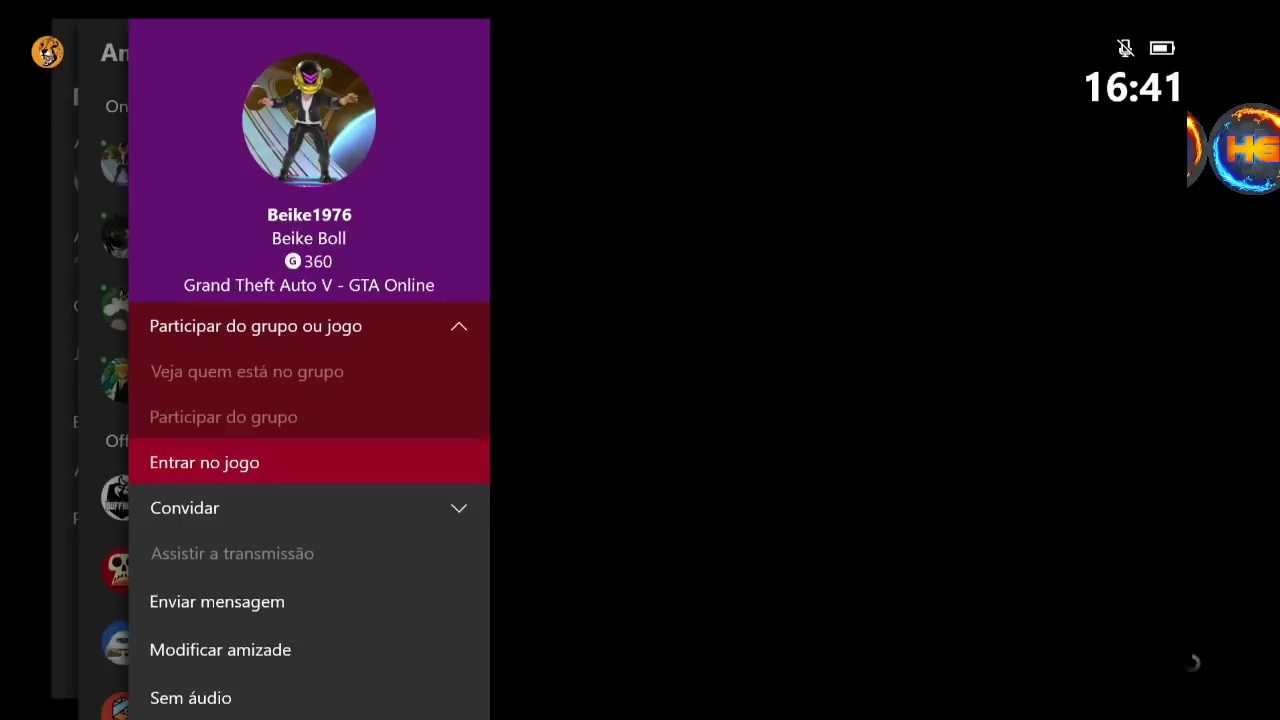 16:41
H6
Beike1976
Beike Boll
G 360
Grand Theft Auto V - GTA Online
Participar do grupo ou jogo
Veja quem está no grupo
Participar do grupo
Entrar no jogo
Convidar
Assistir a transmissão
Enviar mensagem
Modificar amizade
Sem áudio